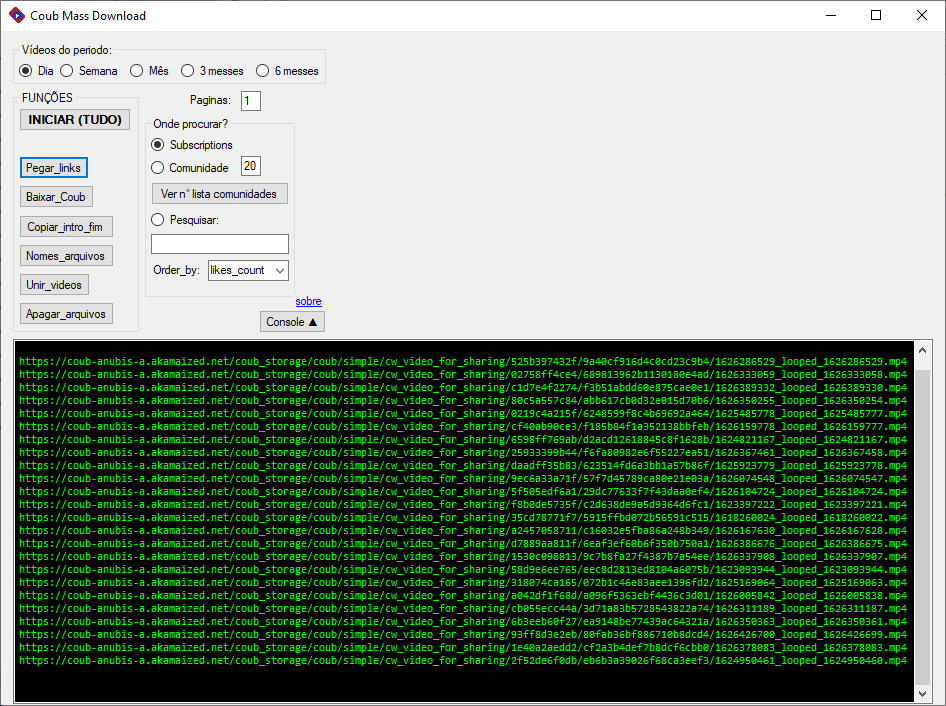 Coub Mass Download
Vídeos do periodo:
Dia Semana Mês 3 messes 6 messes
FUNÇÕES
INICIAR (TUDO)
Pegar_links
Baixar_Coub
Copiar_intro_fim
Nomes_arquivos
Unir_videos
Apagar_arquivos
Paginas: 1
Onde procurar?
Subscriptions
Comunidade 20
Ver n° lista comunidades
Pesquisar:
Order_by: likes_count
sobre
Console ▲
https://coub-anubis-a.akamaized.net/coub_storage/coub/simple/cw_video_for_sharing/525b397432f/9a40cf916d4c0cd23c9b4/1626286529_looped_1626286529.mp4
https://coub-anubis-a.akamaized.net/coub_storage/coub/simple/cw_video_for_sharing/02758ff4ce4/689813962b1130180e4ad/1626333059_looped_1626333058.mp4
https://coub-anubis-a.akamaized.net/coub_storage/coub/simple/cw_video_for_sharing/c1d7e4f2274/f3b51abdd60e875cae0e1/1626389332_looped_1626389330.mp4
https://coub-anubis-a.akamaized.net/coub_storage/coub/simple/cw_video_for_sharing/80c5a557c84/abb617cb0d32e015d70b6/1626350255_looped_1626350254.mp4
https://coub-anubis-a.akamaized.net/coub_storage/coub/simple/cw_video_for_sharing/0219c4a215f/6248599f8c4b69692a464/1625485778_looped_1625485777.mp4
https://coub-anubis-a.akamaized.net/coub_storage/coub/simple/cw_video_for_sharing/cf40ab90ce3/f185b84f1a352138bbfeb/1626159778_looped_1626159777.mp4
https://coub-anubis-a.akamaized.net/coub_storage/coub/simple/cw_video_for_sharing/6598ff769ab/d2acd12618845c8f1628b/1624821167_looped_1624821167.mp4
https://coub-anubis-a.akamaized.net/coub_storage/coub/simple/cw_video_for_sharing/25933399b44/f6fa80982e6f55227ea51/1626367461_looped_1626367458.mp4
https://coub-anubis-a.akamaized.net/coub_storage/coub/simple/cw_video_for_sharing/daadff35b83/623514fd6a3bb1a57b86f/1625923779_looped_1625923778.mp4
https://coub-anubis-a.akamaized.net/coub_storage/coub/simple/cw_video_for_sharing/9ec6a33a71f/57f7d45789ca80e21e03a/1626074548_looped_1626074547.mp4
https://coub-anubis-a.akamaized.net/coub_storage/coub/simple/cw_video_for_sharing/5f505edf6a1/29dc77633f7f43daa0ef4/1626104724_looped_1626104724.mp4
https://coub-anubis-a.akamaized.net/coub_storage/coub/simple/cw_video_for_sharing/f8b0de5735f/c2d638de9a5d9364d6fc1/1623397222_looped_1623397221.mp4
https://coub-anubis-a.akamaized.net/coub_storage/coub/simple/cw_video_for_sharing/35cd78771f7/5915ffbd072b56591c515/1618260024_looped_1618260022.mp4
https://coub-anubis-a.akamaized.net/coub_storage/coub/simple/cw_video_for_sharing/a2457058711/c16032e5fba86a248b349/1626167630_looped_1626167628.mp4
https://coub-anubis-a.akamaized.net/coub_storage/coub/simple/cw_video_for_sharing/d7889aa811f/6eaf3ef60b6f350b750a1/1626386676_looped_1626386675.mp4
https://coub-anubis-a.akamaized.net/coub_storage/coub/simple/cw_video_for_sharing/1530c098813/9c7b8fa27f4387b7a54ee/1626337908_looped_1626337907.mp4
https://coub-anubis-a.akamaized.net/coub_storage/coub/simple/cw_video_for_sharing/58d9e6ee765/eec8d2813ed8104a6075b/1623093944_looped_1623093944.mp4
https://coub-anubis-a.akamaized.net/coub_storage/coub/simple/cw_video_for_sharing/318074ca165/072b1c46e83aee1396fd2/1625169064_looped_1625169063.mp4
https://coub-anubis-a.akamaized.net/coub_storage/coub/simple/cw_video_for_sharing/a042df1f68d/a096f5363ebf4436c3d01/1626005842_looped_1626005838.mp4
https://coub-anubis-a.akamaized.net/coub_storage/coub/simple/cw_video_for_sharing/cb055ecc44a/3d71a83b5728543822a74/1626311189_looped_1626311187.mp4
https://coub-anubis-a.akamaized.net/coub_storage/coub/simple/cw_video_for_sharing/6b3eeb60f27/ea9148be77439ac64321a/1626350363_looped_1626350361.mp4
https://coub-anubis-a.akamaized.net/coub_storage/coub/simple/cw_video_for_sharing/93ff8d3e2eb/80fab36bf886710b8dcd4/1626426700_looped_1626426699.mp4
https://coub-anubis-a.akamaized.net/coub_storage/coub/simple/cw_video_for_sharing/1e40a2aedd2/cf2a3b4def7b8dcf6cbb0/1626378083_looped_1626378083.mp4
https://coub-anubis-a.akamaized.net/coub_storage/coub/simple/cw_video_for_sharing/2f52de6f0db/eb6b3a39026f68ca3eef3/1624950461_looped_1624950460.mp4